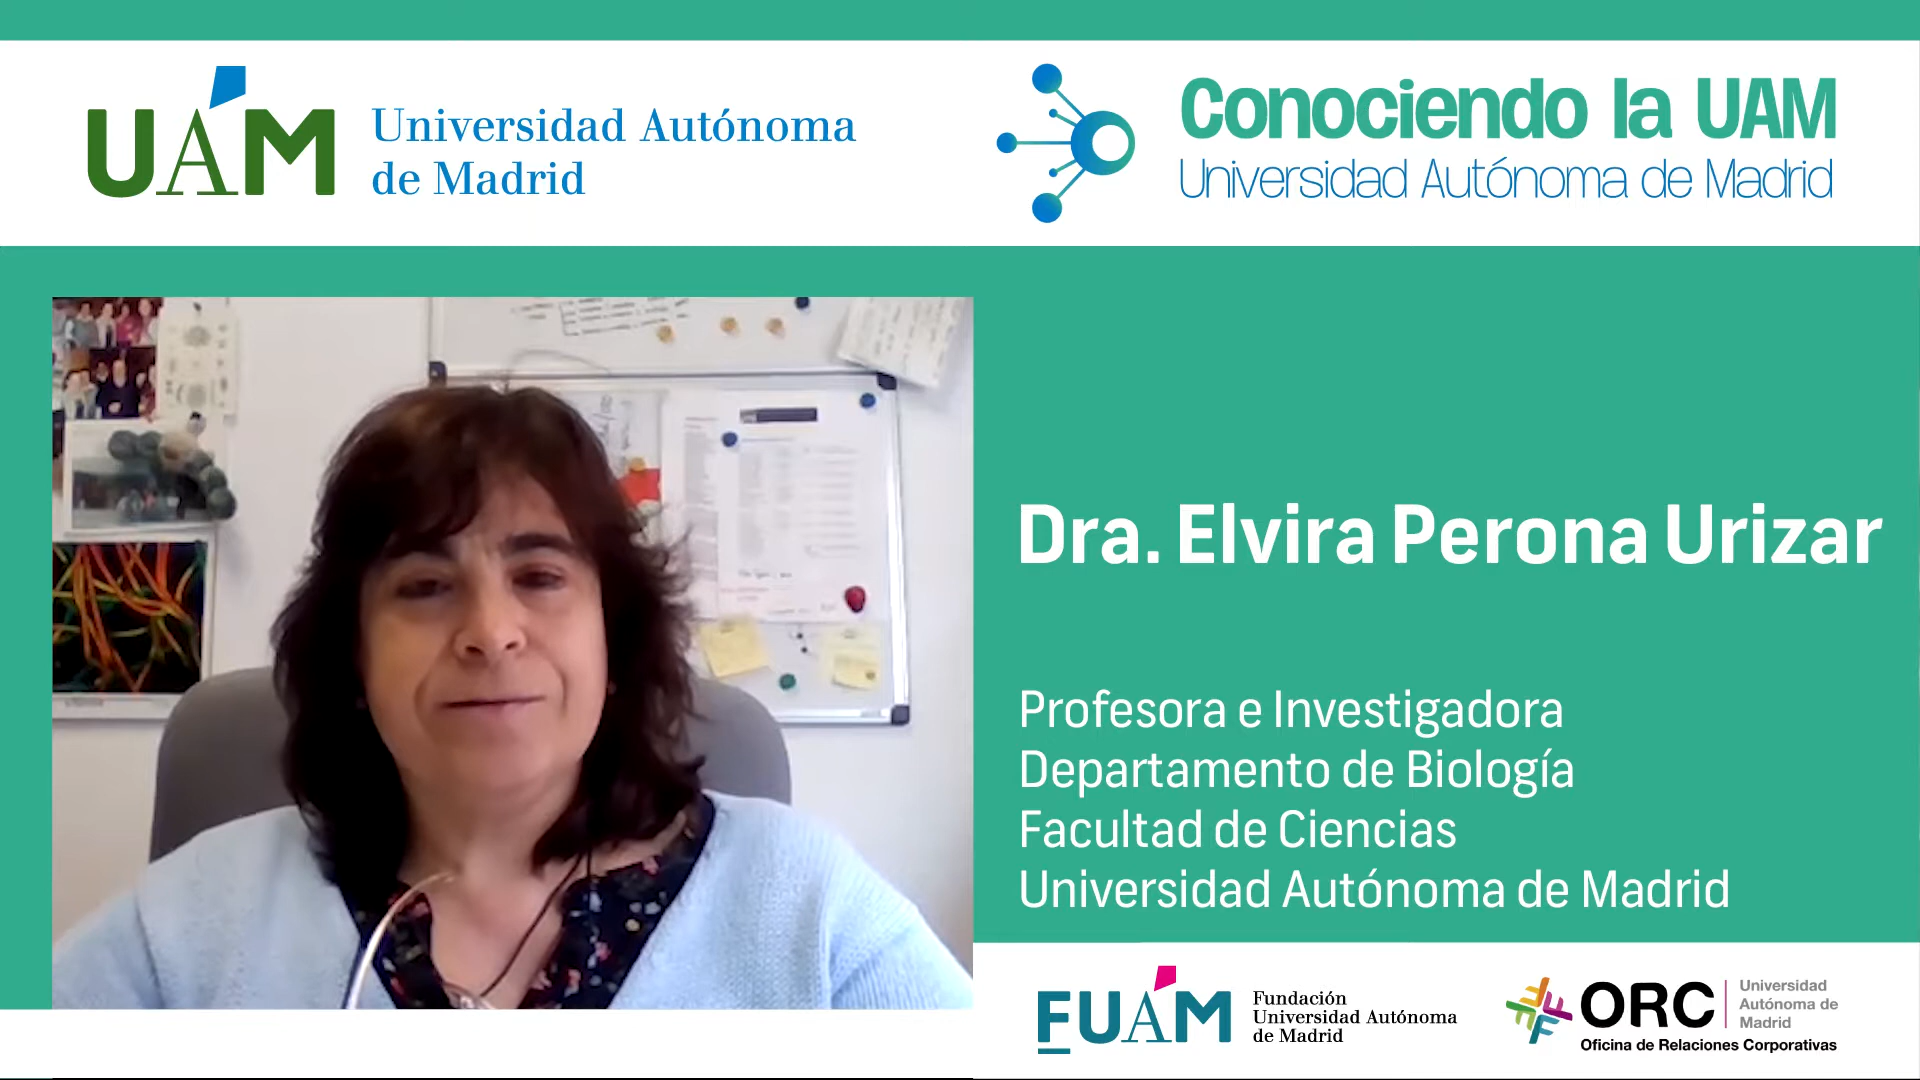 UAM
Universidad Autónoma
de Madrid
Conociendo la UAM
Universidad Autónoma de Madrid
Dra. Elvira Perona Urizar
Profesora e Investigadora
Departamento de Biología
Facultad de Ciencias
Universidad Autónoma de Madrid
FUAM
Fundación
Universidad Autónoma
de Madrid
ORC
Universidad
Autónoma de
Madrid
Oficina de Relaciones Corporativas